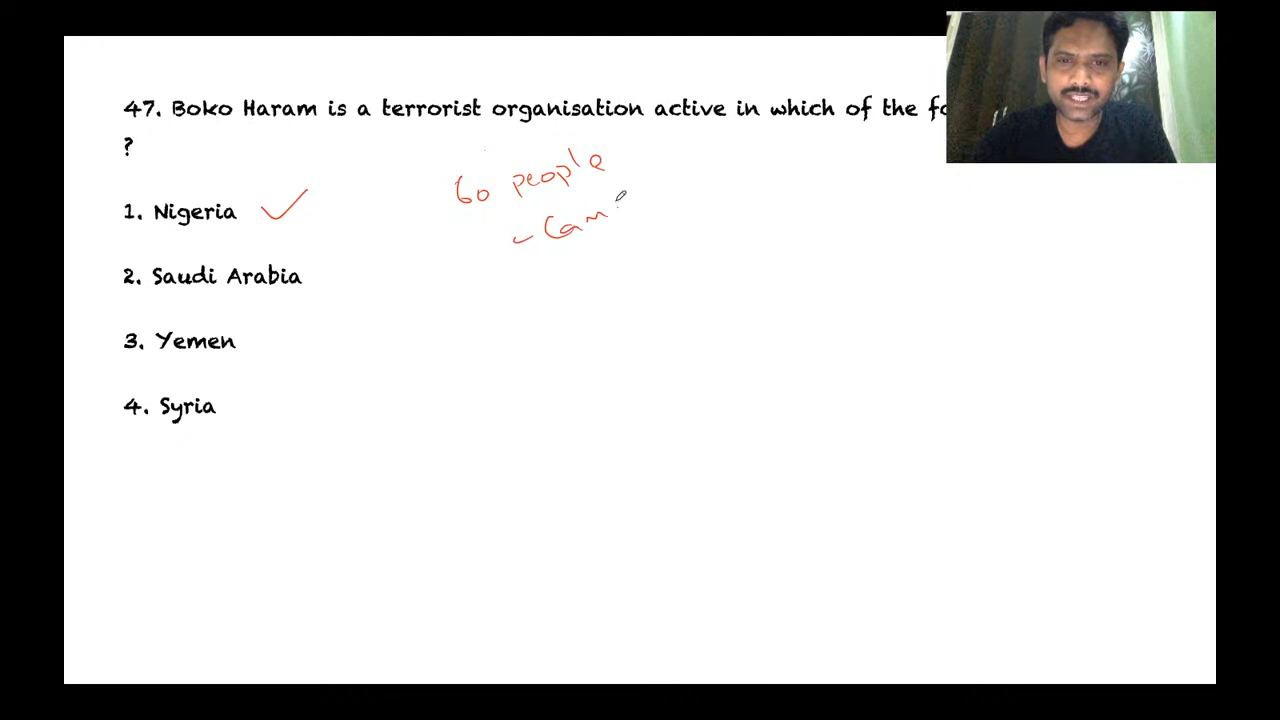 47. Boko Haram is a terrorist organisation active in which of the fo
?
60 people
1. Nigeria
- Cam
2. Saudi Arabia
3. Yemen
4. Syria